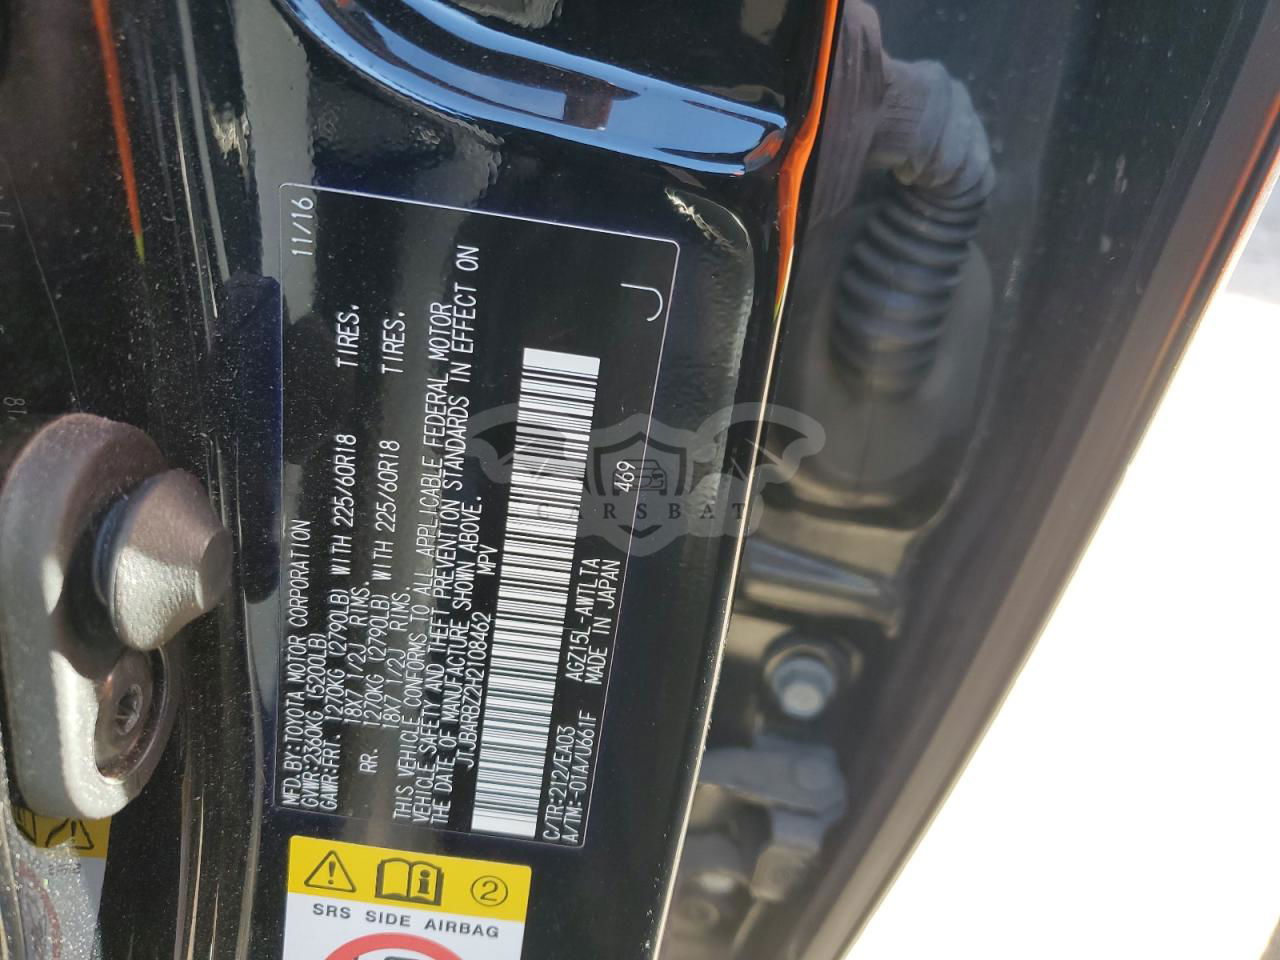 MFD.BY:TOYOTA MOTOR CORPORATION 11/16
GVWR:2360KG (5200LB)
GAWR:FRT. 1270KG (2790LB) WITH 225/60R18 TIRES.
18X7 1/2J RIMS.
RR. 1270KG (2790LB) WITH 225/60R18 TIRES.
18X7 1/2J RIMS.
THIS VEHICLE CONFORMS TO ALL APPLICABLE FEDERAL MOTOR
VEHICLE SAFETY AND THEFT PREVENTION STANDARDS IN EFFECT ON
THE DATE OF MANUFACTURE SHOWN ABOVE.
JTJBARBZ2H2108462 MPV
C/TR:212/EA03 AGZ15L-AWTLTA
A/TM:-01A/U661F MADE IN JAPAN 469
J
CARSBAT
2
SRS SIDE AIRBAG